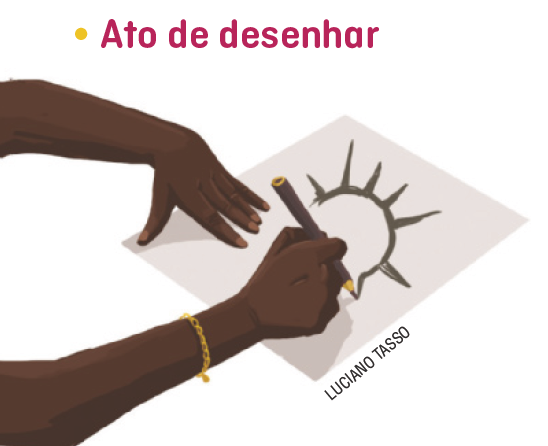 • Ato de desenhar
LUCIANO TASSO